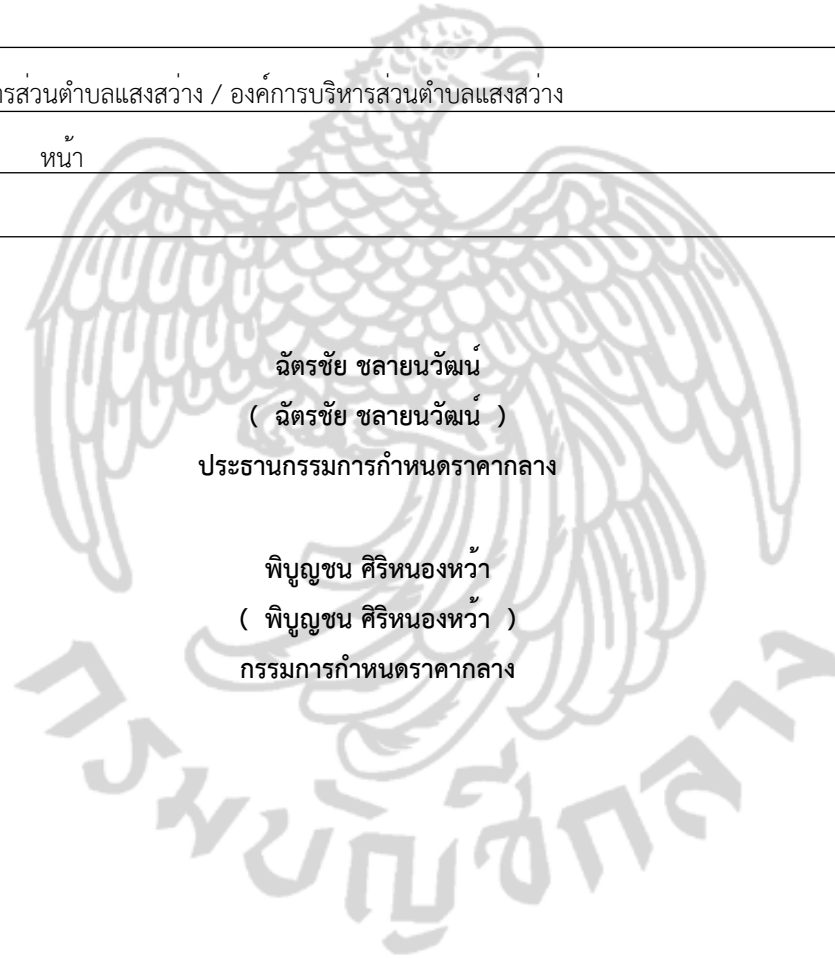 ส่วนตำบลแสงสว่าง / องค์การบริหารส่วนตำบลแสงสว่าง
หน้า
ฉัตรชัย ชลายนวัฒน์
( ฉัตรชัย ชลายนวัฒน์ )
ประธานกรรมการกำหนดราคากลาง
พิบูญชน ศิริหนองหว้า
( พิบูญชน ศิริหนองหว้า )
กรรมการกำหนดราคากลาง
กรมบัญชีกลาง